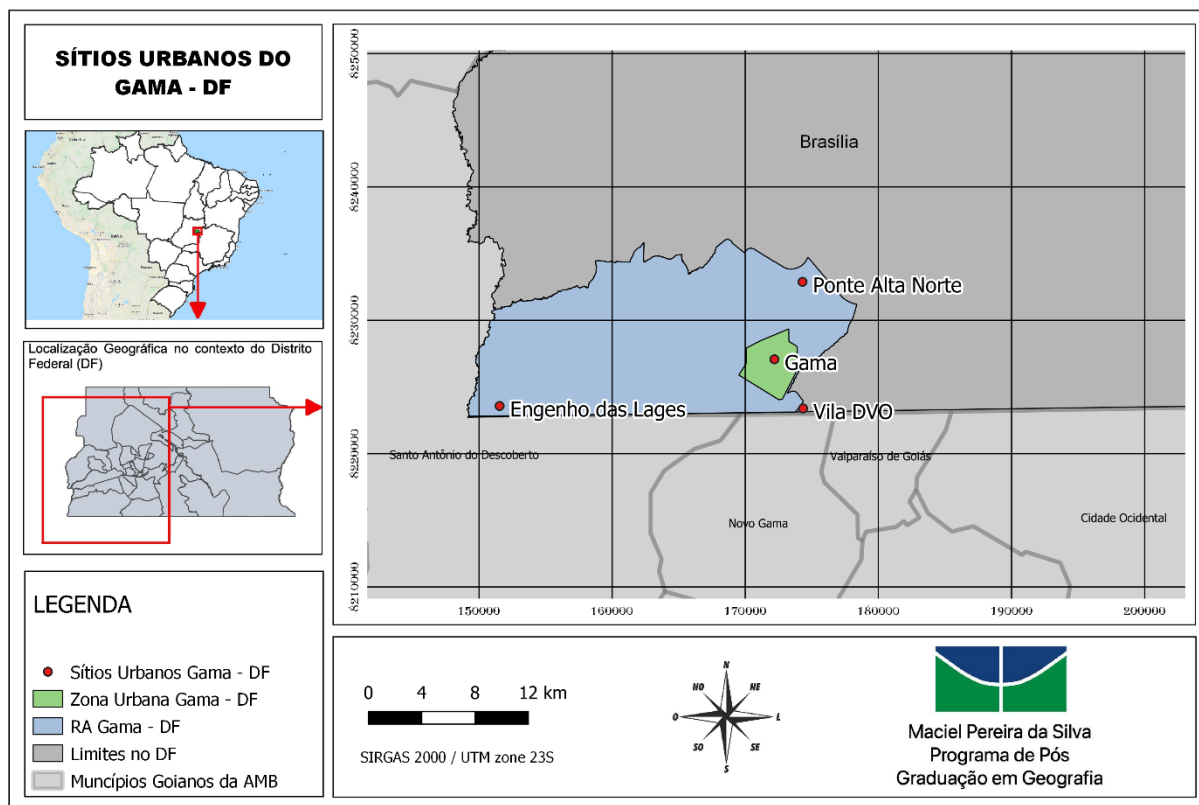 SÍTIOS URBANOS DO
GAMA - DF
Localização Geográfica no contexto do Distrito
Federal (DF)
LEGENDA
Sítios Urbanos Gama - DF
Zona Urbana Gama - DF
RA Gama - DF
Limites no DF
Muncípios Goianos da AMB
8250000
8240000
8230000
8220000
8210000
Brasília
Ponte Alta Norte
Gama
Engenho das Lages
Vila DVO
Santo Antônio do Descoberto
Valparaíso de Goiás
Novo Gama
Cidade Ocidental
150000 160000 170000 180000 190000 200000
0 4 8 12 km
SIRGAS 2000 / UTM zone 23S
N
NO NE
O L
SO SE
S
Maciel Pereira da Silva
Programa de Pós
Graduação em Geografia